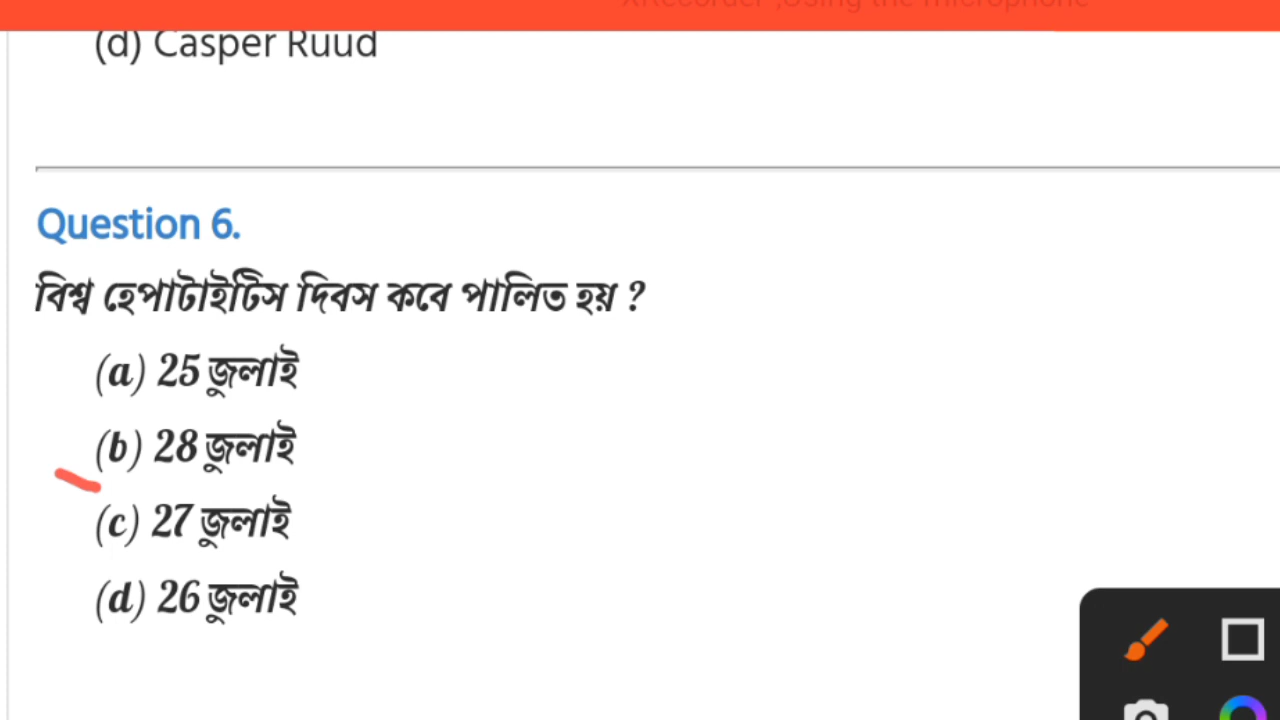 (d) Casper Ruud
Question 6.
বিশ্ব হেপাটাইটিস দিবস কবে পালিত হয় ?
(a) 25 জুলাই
(b) 28 জুলাই
(c) 27 জুলাই
(d) 26 জুলাই